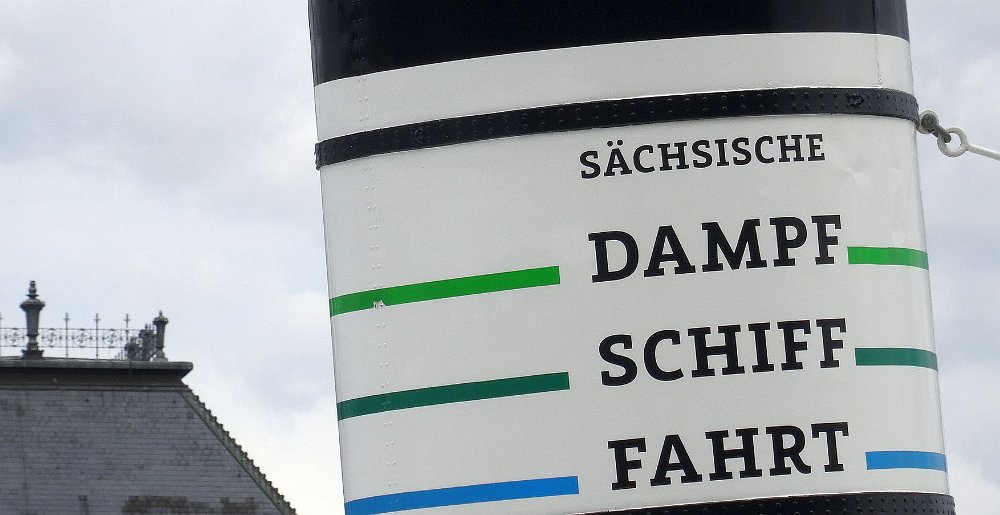 SÄCHSISCHE
DAMPF
SCHIFF
FAHRT